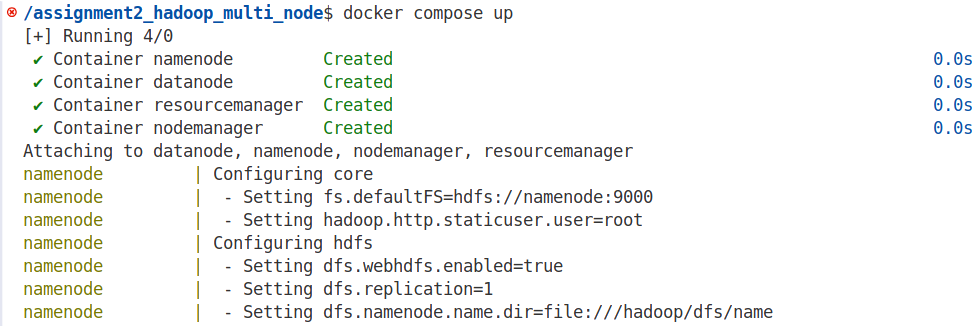 /assignment2_hadoop_multi_node$ docker compose up
[+] Running 4/0
✔ Container namenode Created 0.0s
✔ Container datanode Created 0.0s
✔ Container resourcemanager Created 0.0s
✔ Container nodemanager Created 0.0s
Attaching to datanode, namenode, nodemanager, resourcemanager
namenode | Configuring core
namenode | - Setting fs.defaultFS=hdfs://namenode:9000
namenode | - Setting hadoop.http.staticuser.user=root
namenode | Configuring hdfs
namenode | - Setting dfs.webhdfs.enabled=true
namenode | - Setting dfs.replication=1
namenode | - Setting dfs.namenode.name.dir=file:///hadoop/dfs/name